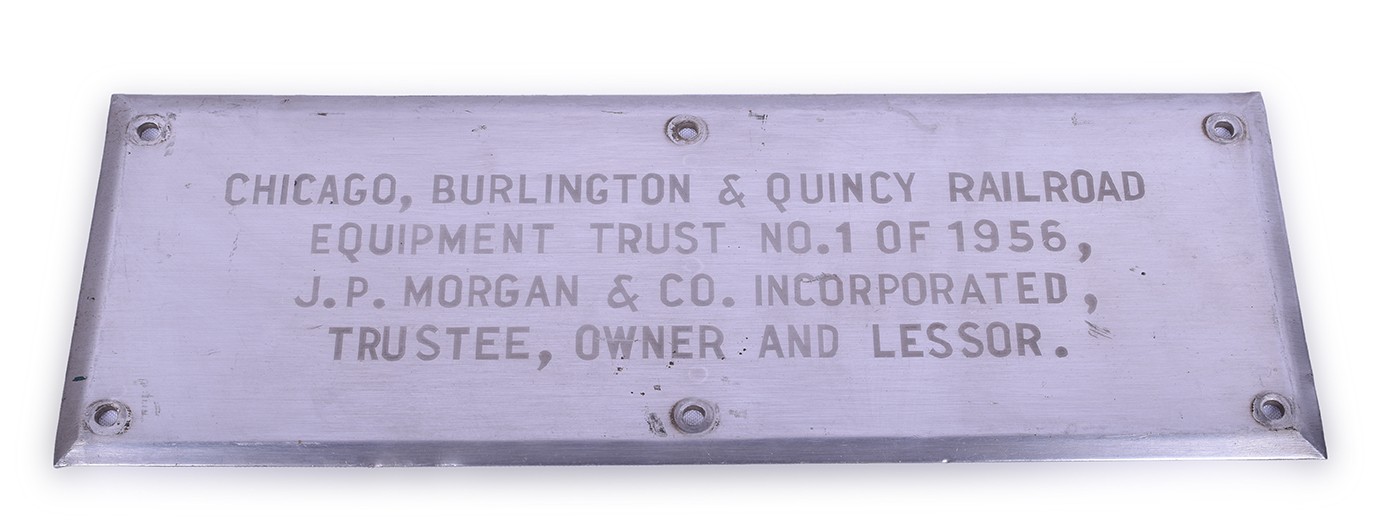 CHICAGO, BURLINGTON & QUINCY RAILROAD
EQUIPMENT TRUST NO.1 OF 1956,
J.P. MORGAN & CO. INCORPORATED,
TRUSTEE, OWNER AND LESSOR.